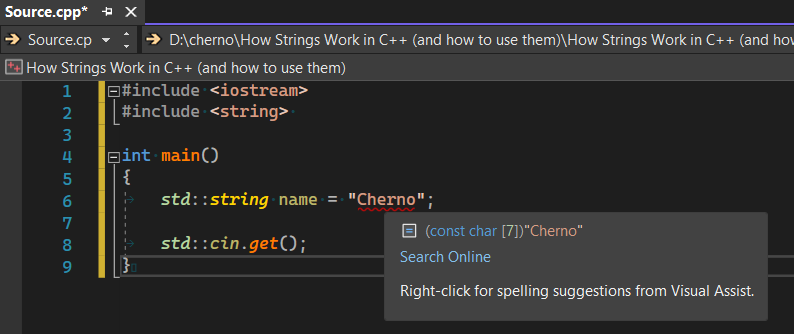 Source.cpp*
Source.cp D:\cherno\How Strings Work in C++ (and how to use them)\How Strings Work in C++ (and how
How Strings Work in C++ (and how to use them)
1 #include <iostream>
2 #include <string>
3
4 int main()
5 {
6 std::string name = "Cherno";
7
8 std::cin.get();
9 }
(const char [7])"Cherno"
Search Online
Right-click for spelling suggestions from Visual Assist.